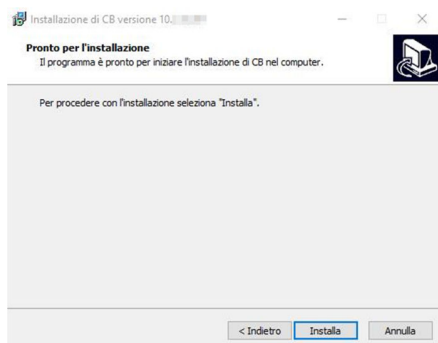 Installazione di CB versione 10.
Pronto per l'installazione
Il programma è pronto per iniziare l'installazione di CB nel computer.
Per procedere con l'installazione seleziona "Installa".
< Indietro Installa Annulla